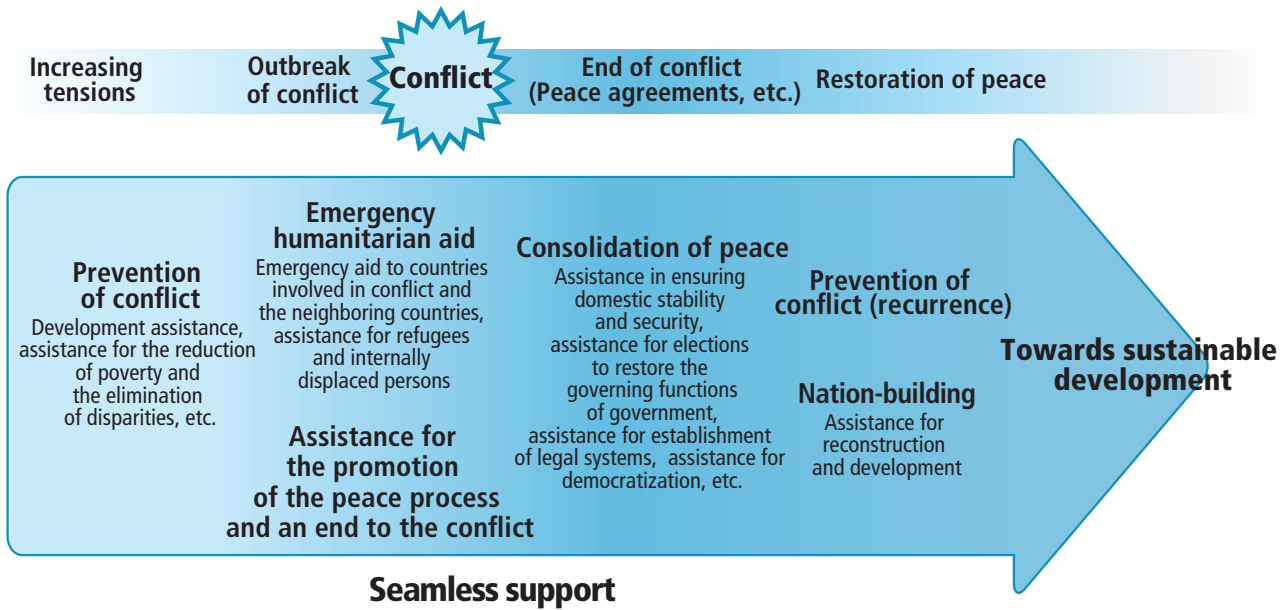 Increasing
tensions
Outbreak
of conflict
Conflict
End of conflict
(Peace agreements, etc.)
Restoration of peace
Prevention
of conflict
Development assistance,
assistance for the reduction
of poverty and
the elimination
of disparities, etc.
Emergency
humanitarian aid
Emergency aid to countries
involved in conflict and
the neighboring countries,
assistance for refugees
and internally
displaced persons
Assistance for
the promotion
of the peace process
and an end to the conflict
Consolidation of peace
Assistance in ensuring
domestic stability
and security,
assistance for elections
to restore the
governing functions
of government,
assistance for establishment
of legal systems,  assistance for
democratization, etc.
Prevention of
conflict (recurrence)
Nation-building
Assistance for
reconstruction
and development
Towards sustainable
development
Seamless support